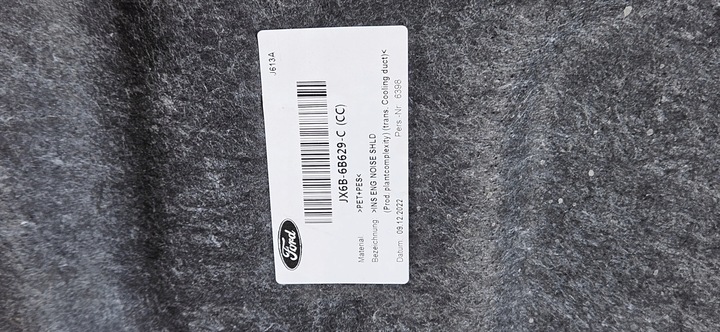 J613A
Ford
JX6B-6B629-C (CC)
Material >PET+PES<
Bezeichnung >INS ENG NOISE SHLD
(Prod.plantcomplexity) (trans. Cooling duct)<
Datum: 09.12.2022 Pers.-Nr. 6398